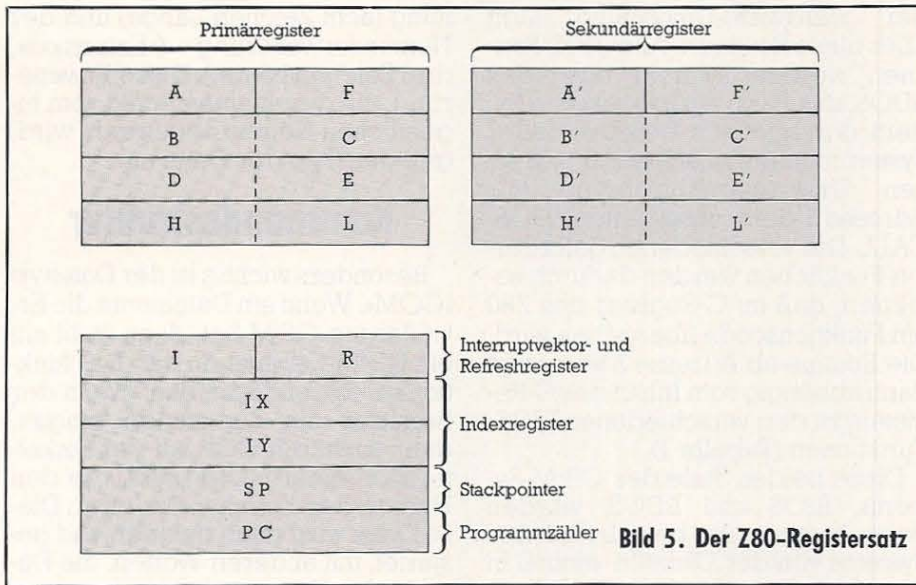 Primärregister
Sekundärregister
A F
A′ F′
B C
B′ C′
D E
D′ E′
H L
H′ L′
I R
Interruptvektor- und
Refreshregister
IX
Indexregister
IY
SP
Stackpointer
PC
Programmzähler
Bild 5. Der Z80-Registersatz